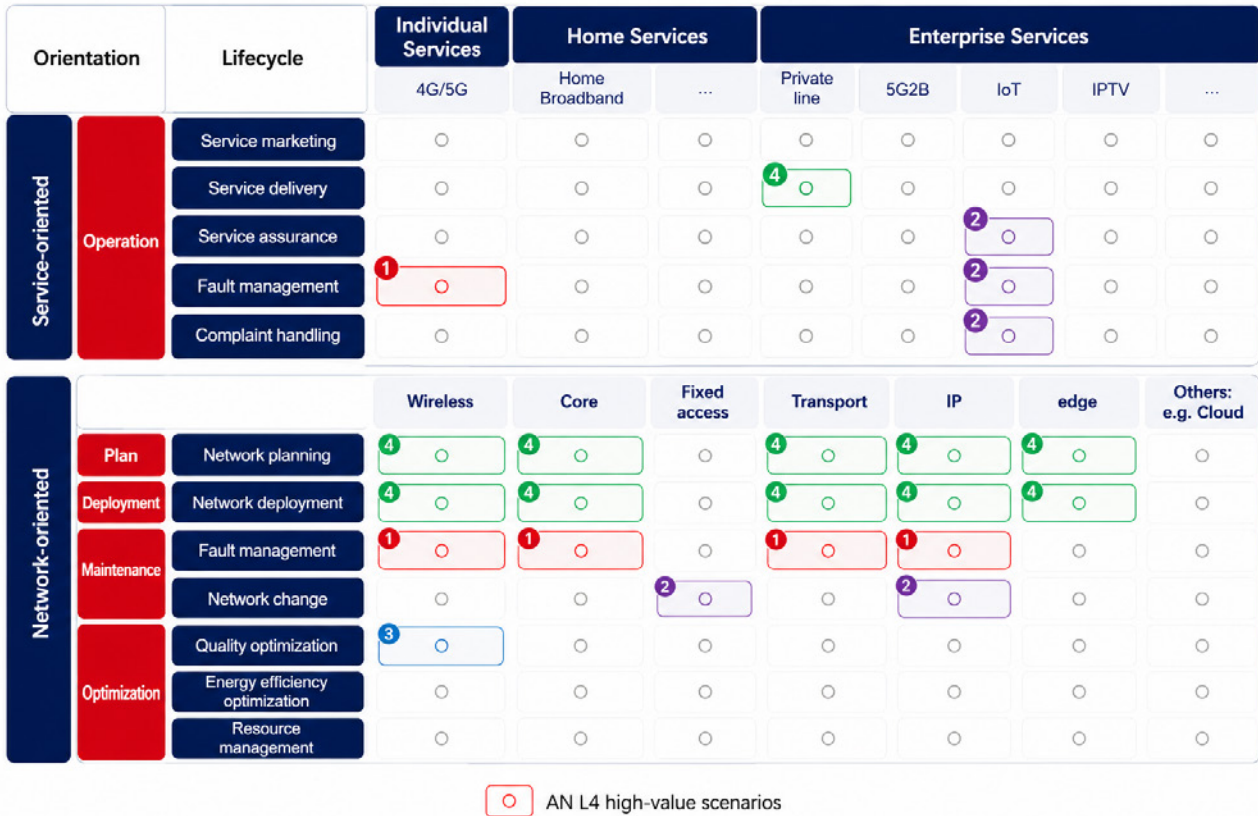 Orientation
Lifecycle
Individual
Services
Home Services
Enterprise Services
4G/5G
Home
Broadband
...
Private
line
5G2B
IoT
IPTV
...
Service-oriented
Operation
Service marketing
Service delivery
4
Service assurance
2
Fault management
1
2
Complaint handling
2
Network-oriented
Wireless
Core
Fixed
access
Transport
IP
edge
Others:
e.g. Cloud
Plan
Network planning
4
4
4
4
4
Deployment
Network deployment
4
4
4
4
4
Maintenance
Fault management
1
1
1
1
Network change
2
2
Optimization
Quality optimization
3
Energy efficiency
optimization
Resource
management
AN L4 high-value scenarios